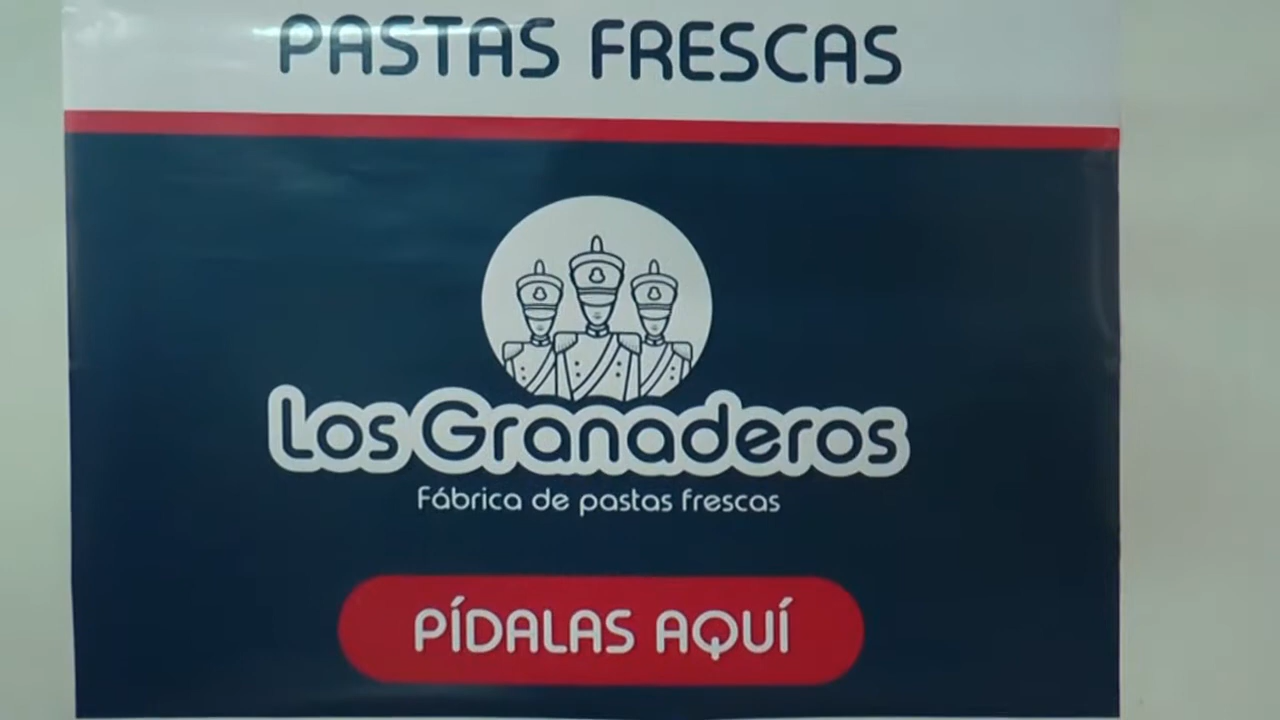 PASTAS FRESCAS
Los Granaderos
Fábrica de pastas frescas
PÍDALAS AQUÍ